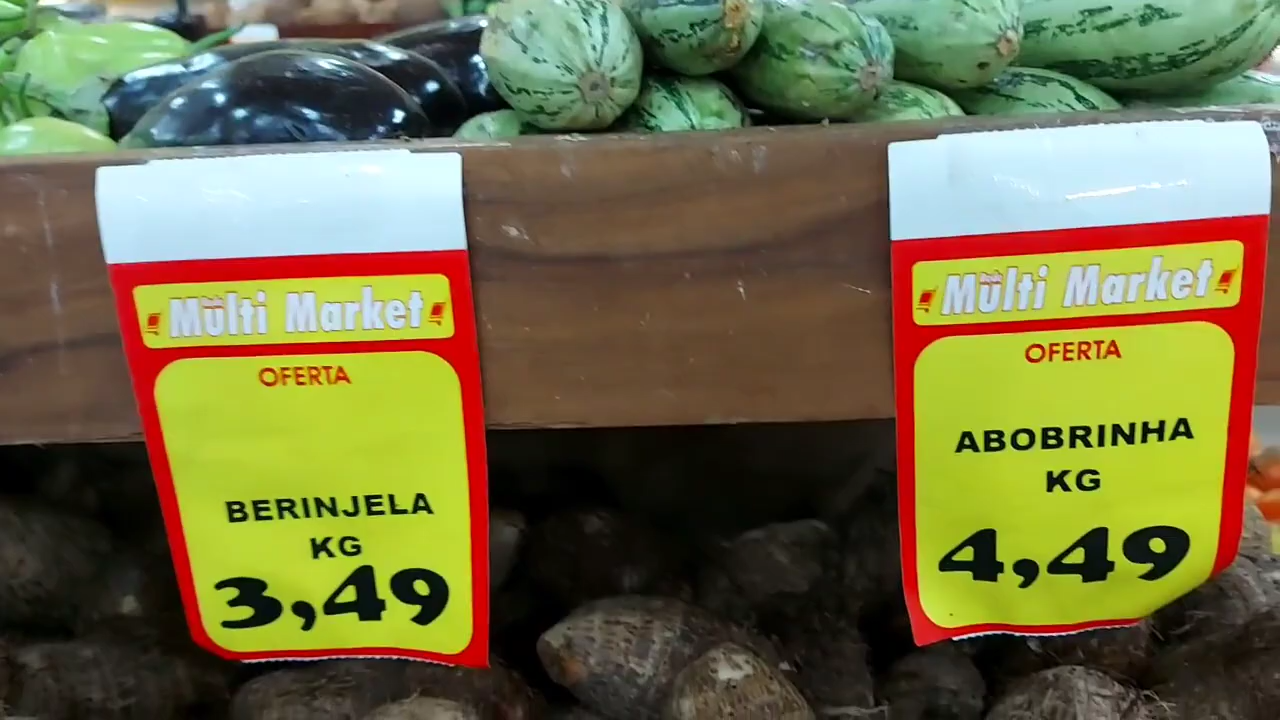 Multi Market
OFERTA
BERINJELA
KG
3,49
Multi Market
OFERTA
ABOBRINHA
KG
4,49